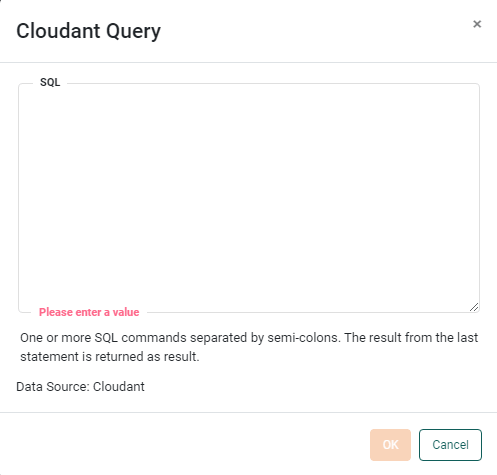 Cloudant Query
×
SQL
Please enter a value
One or more SQL commands separated by semi-colons. The result from the last
statement is returned as result.
Data Source: Cloudant
OK
Cancel